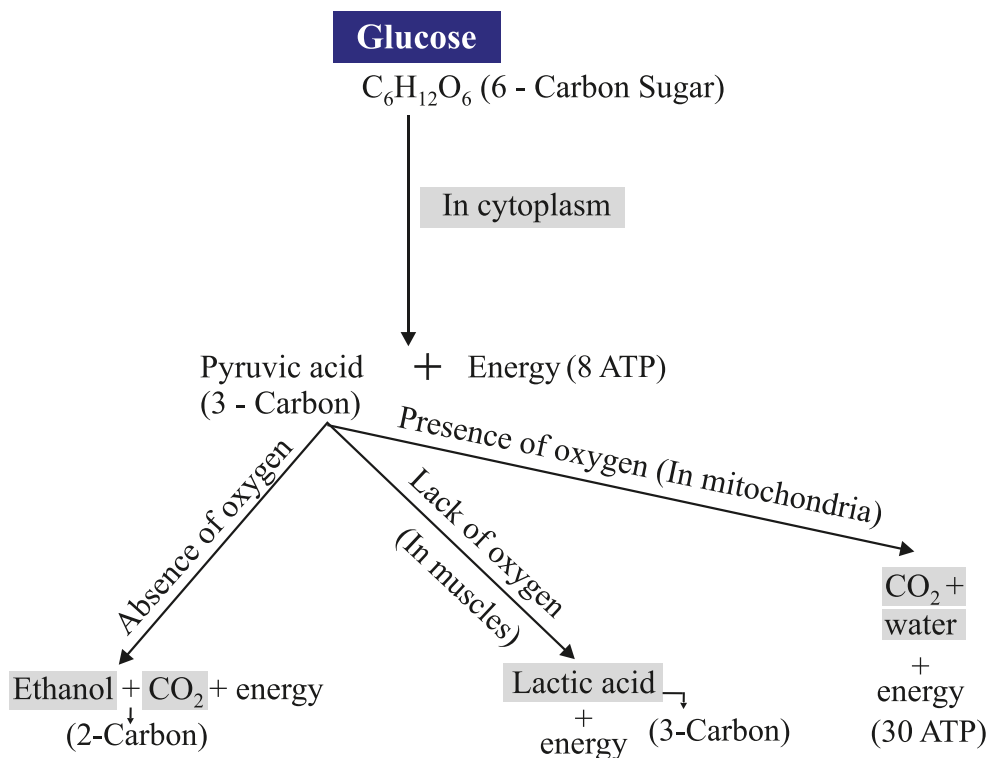 Glucose
C₆H₁₂O₆ (6 - Carbon Sugar)
In cytoplasm
Pyruvic acid + Energy (8 ATP)
(3 - Carbon)
Absence of oxygen
Lack of oxygen
(In muscles)
Presence of oxygen (In mitochondria)
Ethanol + CO₂ + energy
(2-Carbon)
Lactic acid
(3-Carbon)
+
energy
CO₂ +
water
+
energy
(30 ATP)